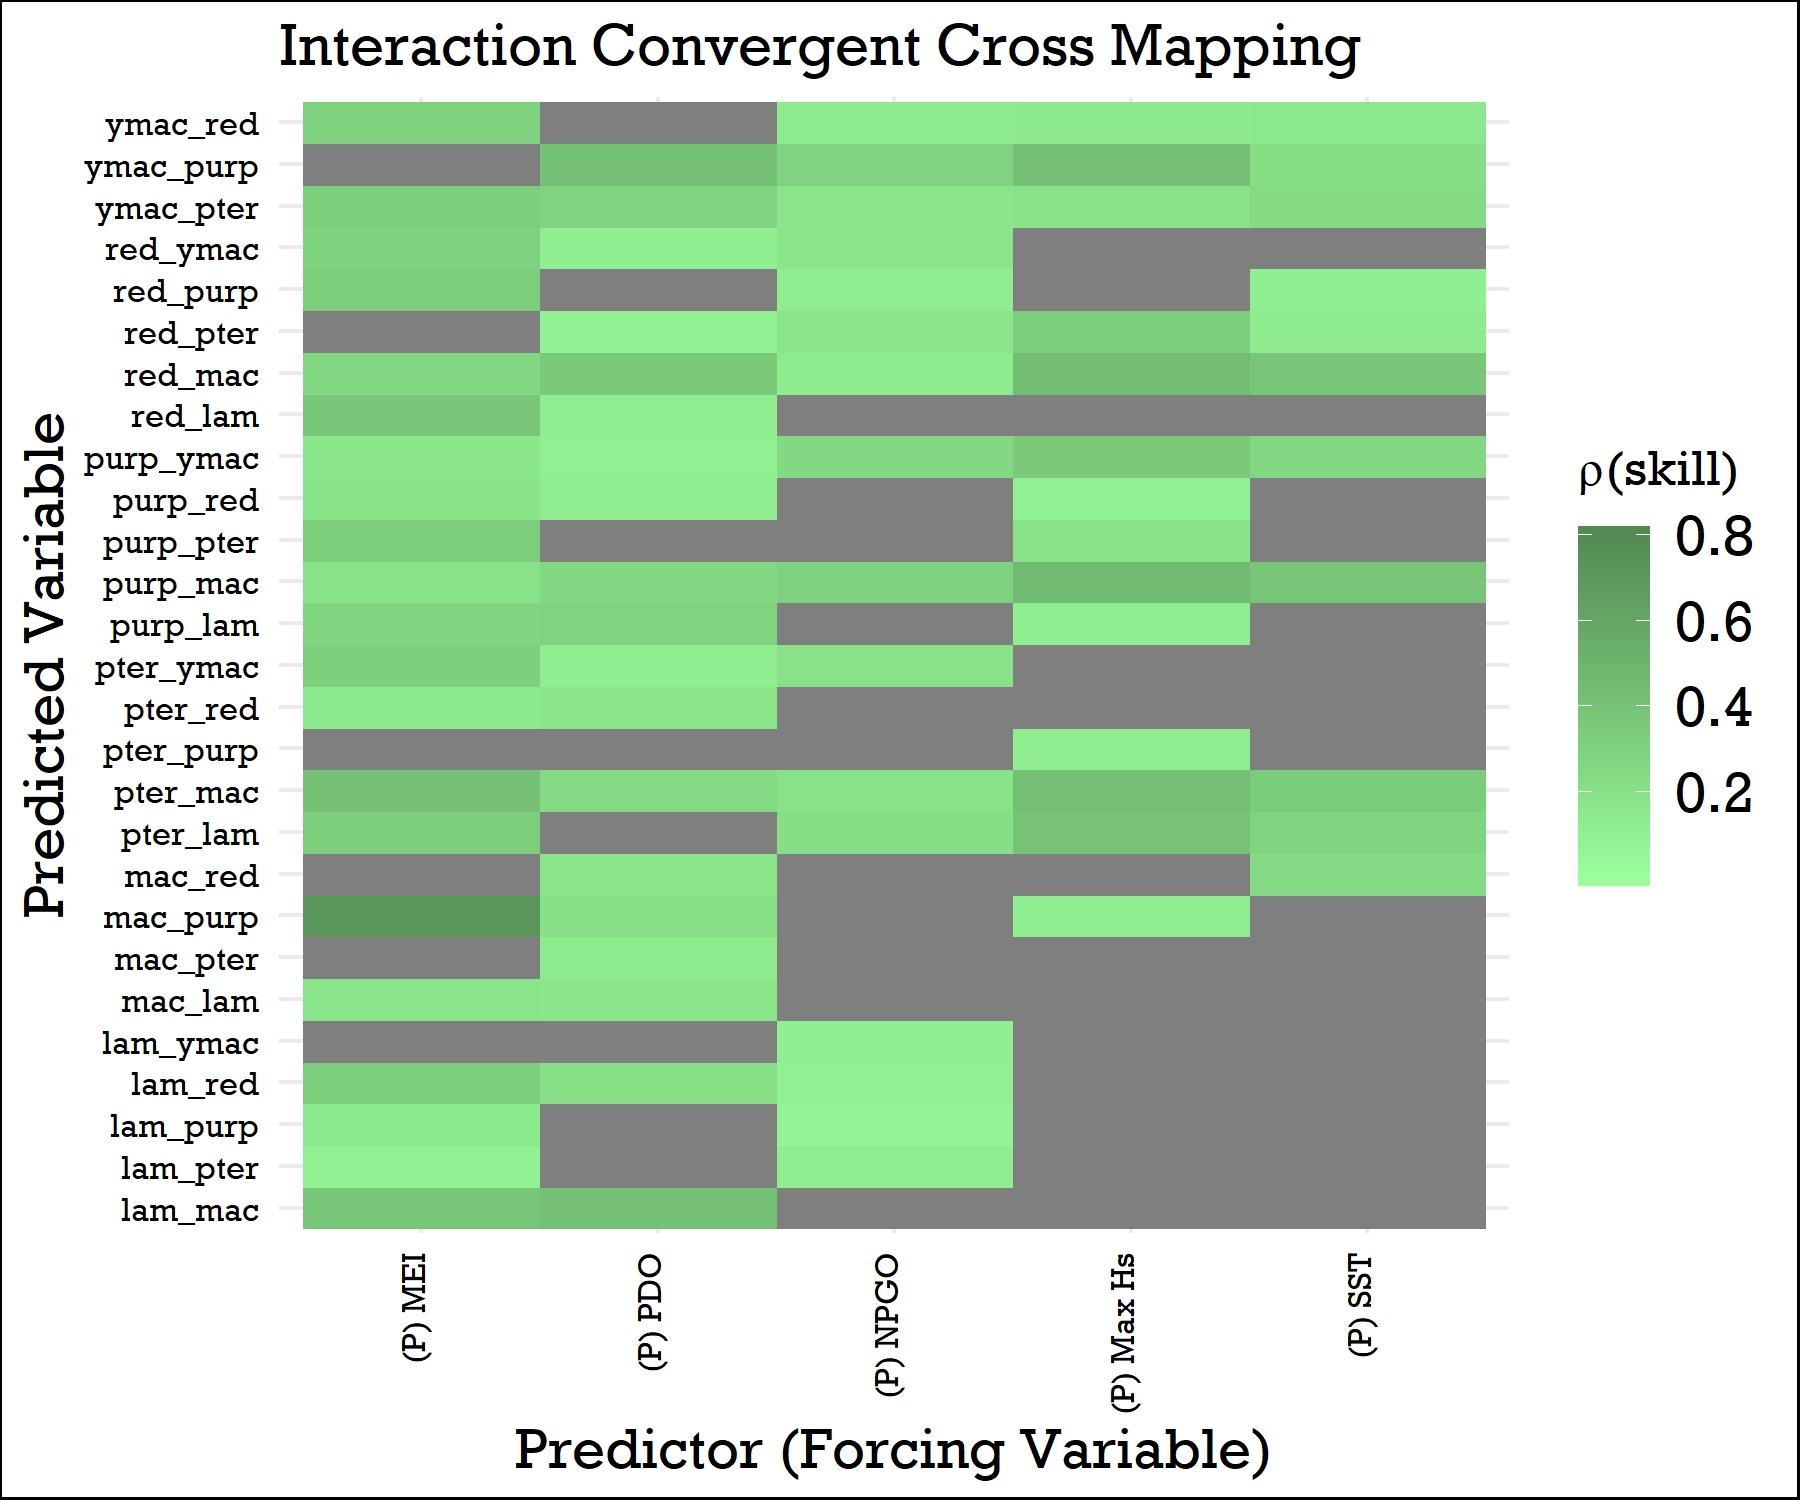 Interaction Convergent Cross Mapping
Predicted Variable
ymac_red
ymac_purp
ymac_pter
red_ymac
red_purp
red_pter
red_mac
red_lam
purp_ymac
purp_red
purp_pter
purp_mac
purp_lam
pter_ymac
pter_red
pter_purp
pter_mac
pter_lam
mac_red
mac_purp
mac_pter
mac_lam
lam_ymac
lam_red
lam_purp
lam_pter
lam_mac
(P) MEI
(P) PDO
(P) NPGO
(P) Max Hs
(P) SST
Predictor (Forcing Variable)
ρ(skill)
0.8
0.6
0.4
0.2